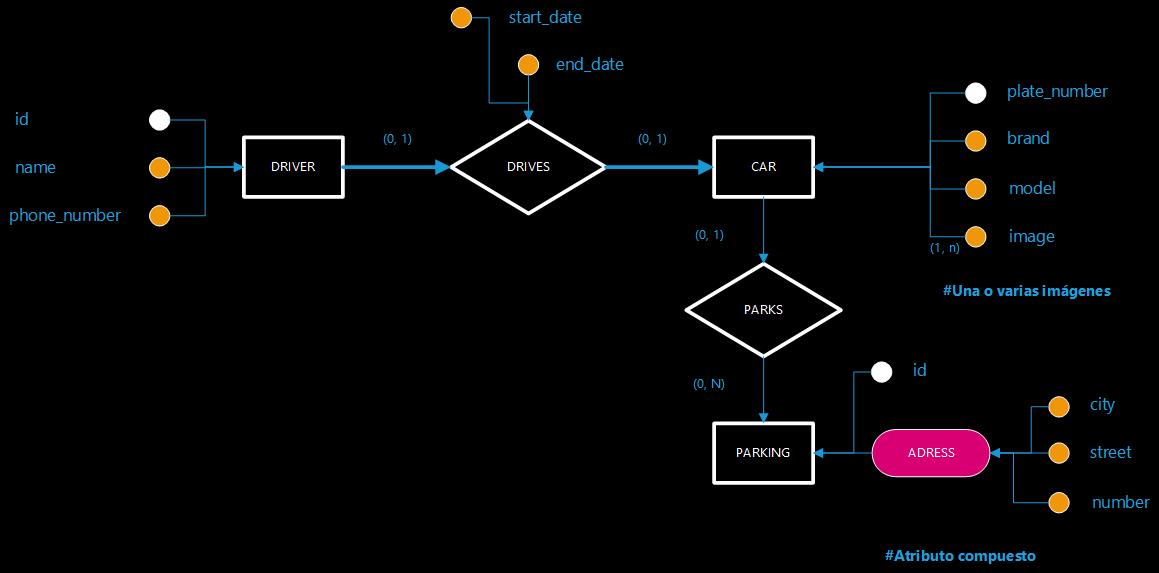 start_date
end_date
id
name
phone_number
DRIVER
(0, 1)
DRIVES
(0, 1)
CAR
plate_number
brand
model
image
(1, n)
#Una o varias imágenes
(0, 1)
PARKS
(0, N)
PARKING
id
ADRESS
city
street
number
#Atributo compuesto